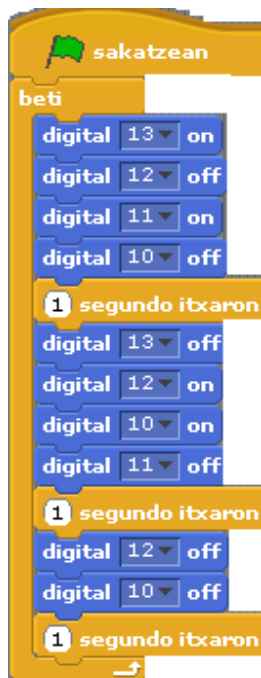 sakatzean
beti
digital 13 on
digital 12 off
digital 11 on
digital 10 off
1 segundo itxaron
digital 13 off
digital 12 on
digital 10 on
digital 11 off
1 segundo itxaron
digital 12 off
digital 10 off
1 segundo itxaron